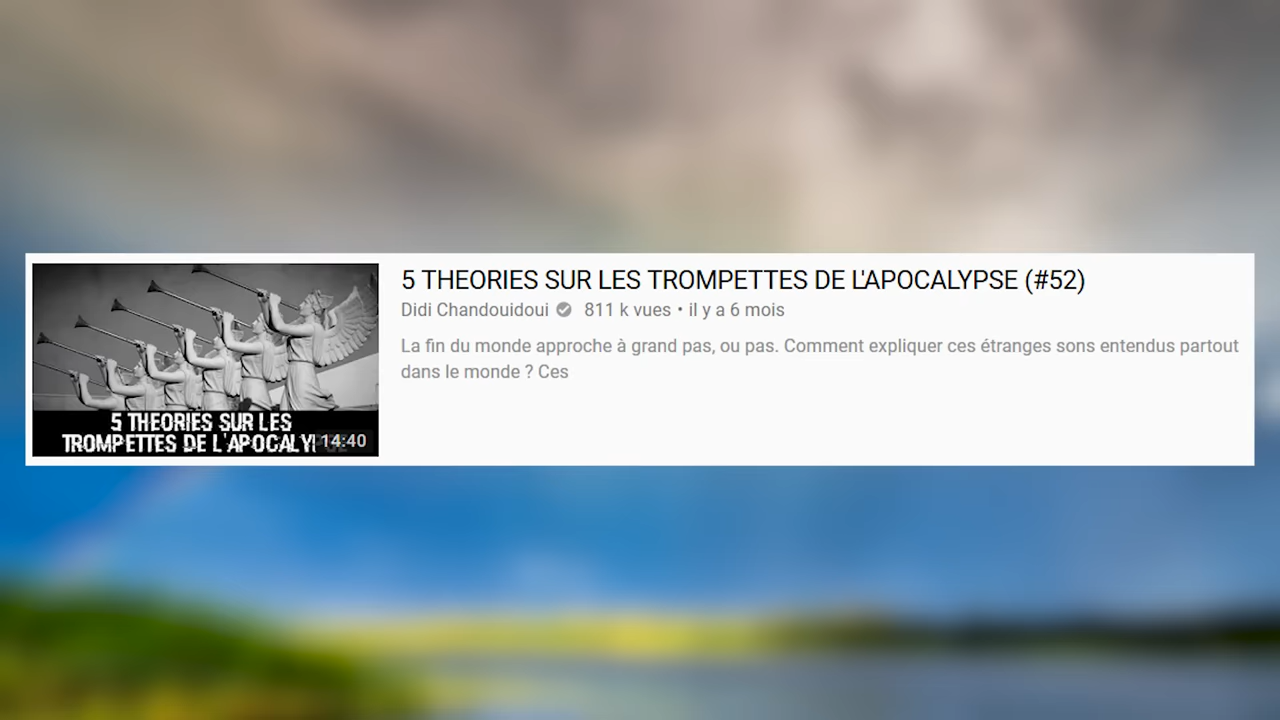 5 THEORIES SUR LES TROMPETTES DE L'APOCALYPSE (#52)
Didi Chandouidoui 811 k vues • il y a 6 mois
La fin du monde approche à grand pas, ou pas. Comment expliquer ces étranges sons entendus partout
dans le monde ? Ces
5 THEORIES SUR LES
TROMPETTES DE L'APOCALY
14:40